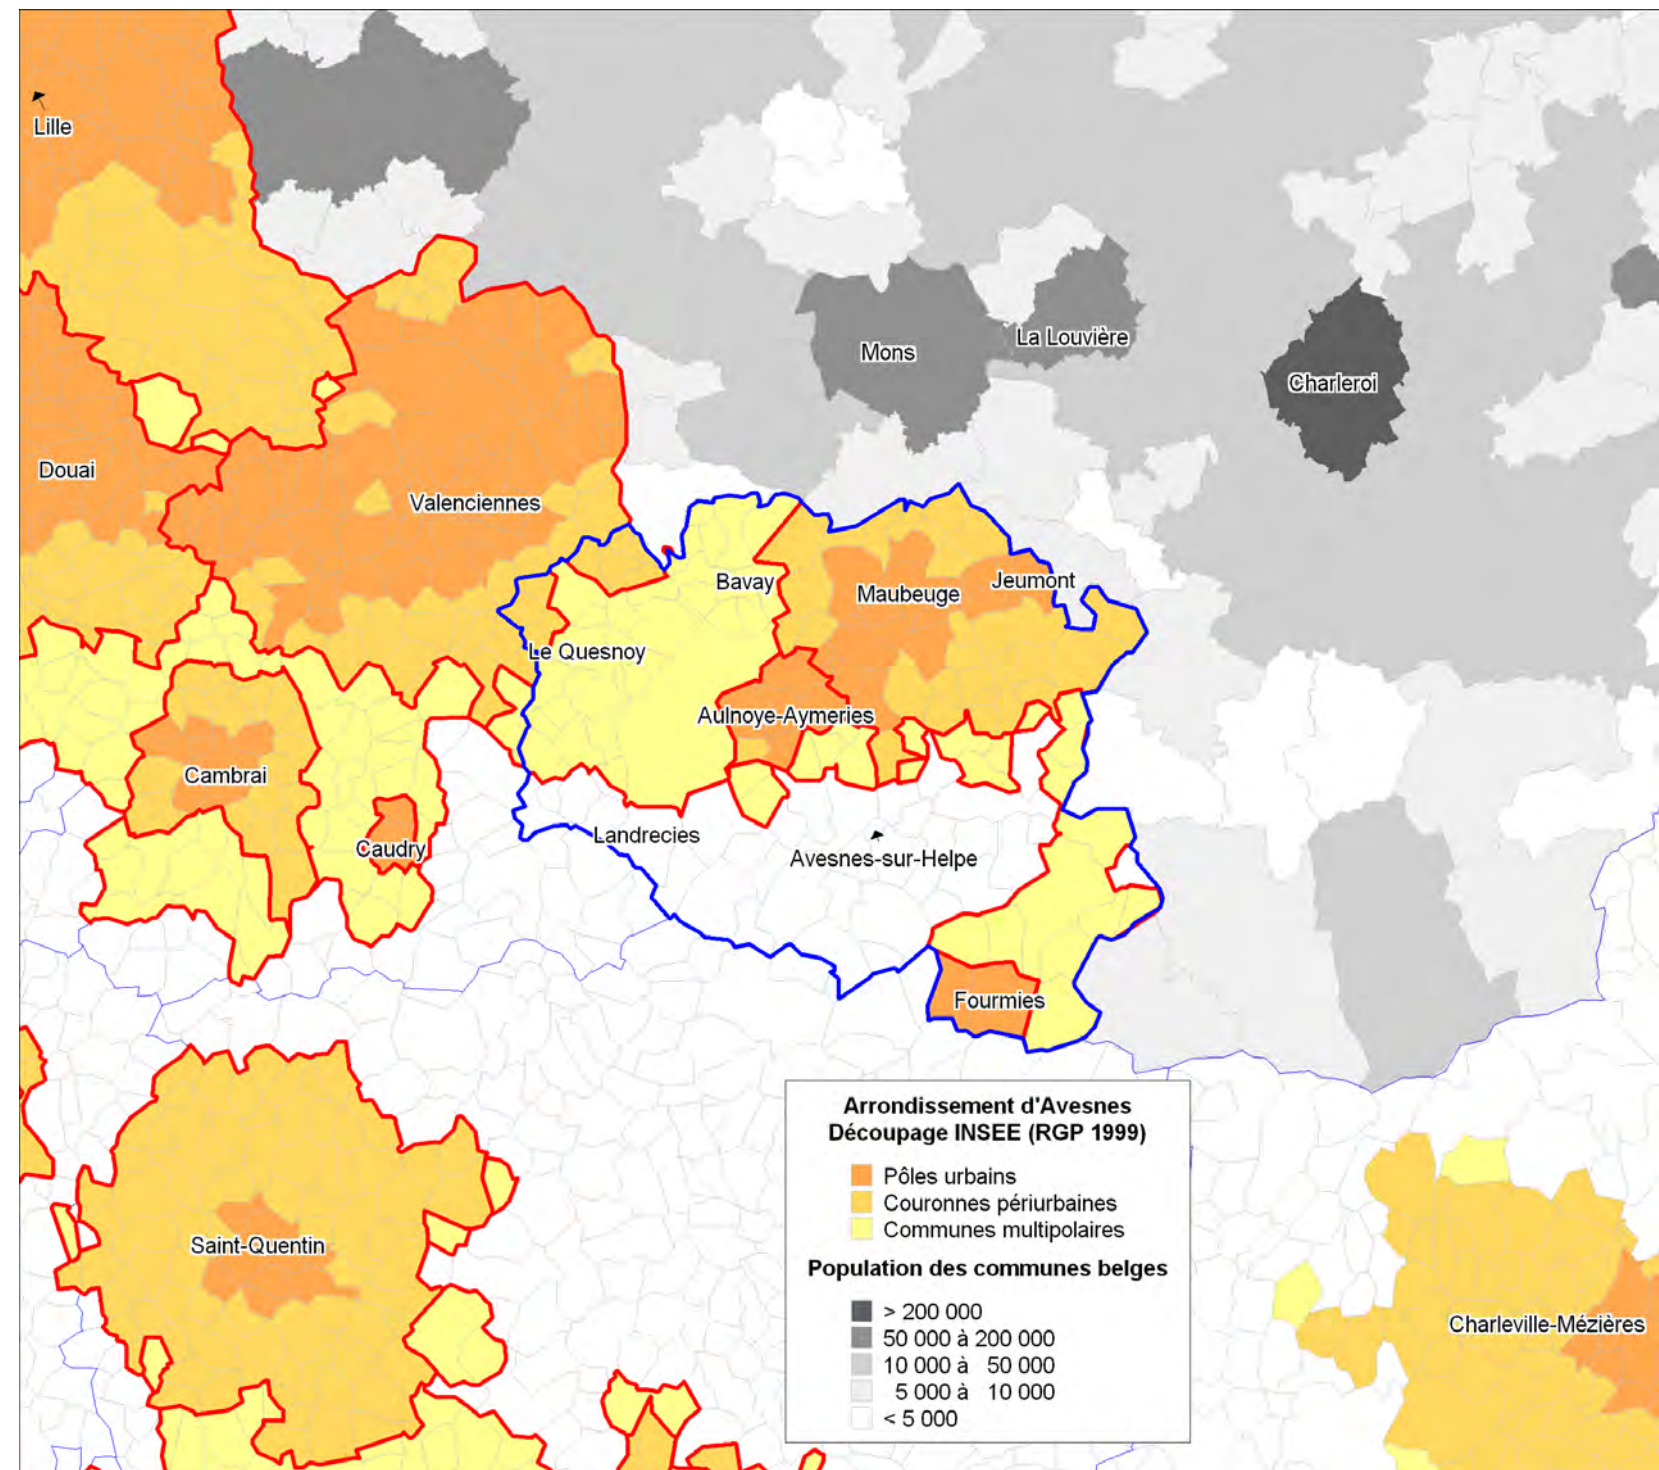 Lille
Mons
La Louvière
Charleroi
Douai
Valenciennes
Bavay
Maubeuge
Jeumont
Le Quesnoy
Aulnoye-Aymeries
Cambrai
Caudry
Landrecies
Avesnes-sur-Helpe
Fourmies
Saint-Quentin
Charleville-Mézières
Arrondissement d'Avesnes
Découpage INSEE (RGP 1999)
Pôles urbains
Couronnes périurbaines
Communes multipolaires
Population des communes belges
> 200 000
50 000 à 200 000
10 000 à 50 000
5 000 à 10 000
< 5 000